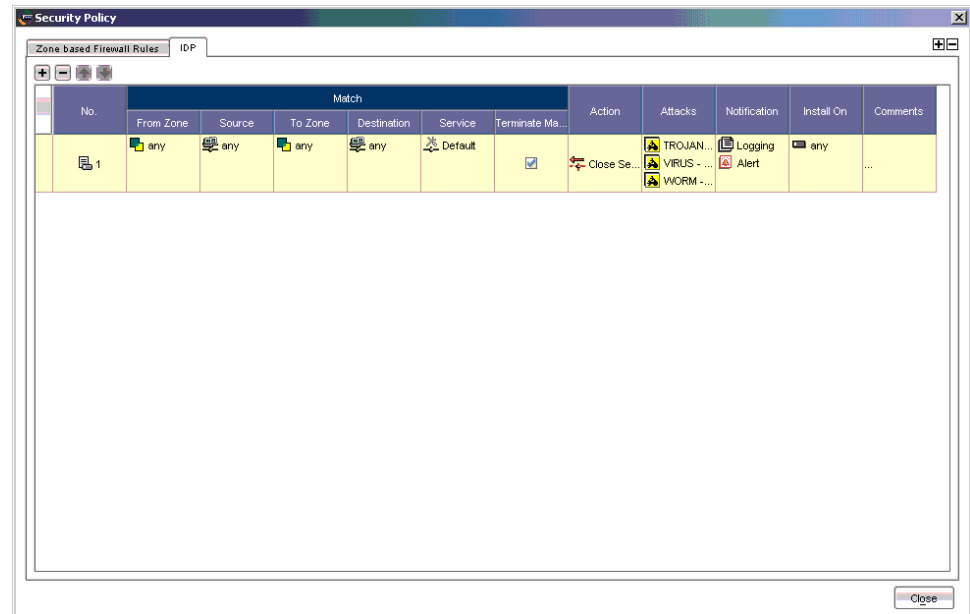 Security Policy
Zone based Firewall Rules IDP
No. Match Action Attacks Notification Install On Comments
From Zone Source To Zone Destination Service Terminate Ma...
1 any any any any Default Close Se... TROJAN... Logging any ...
VIRUS - ... Alert
WORM -...
Close